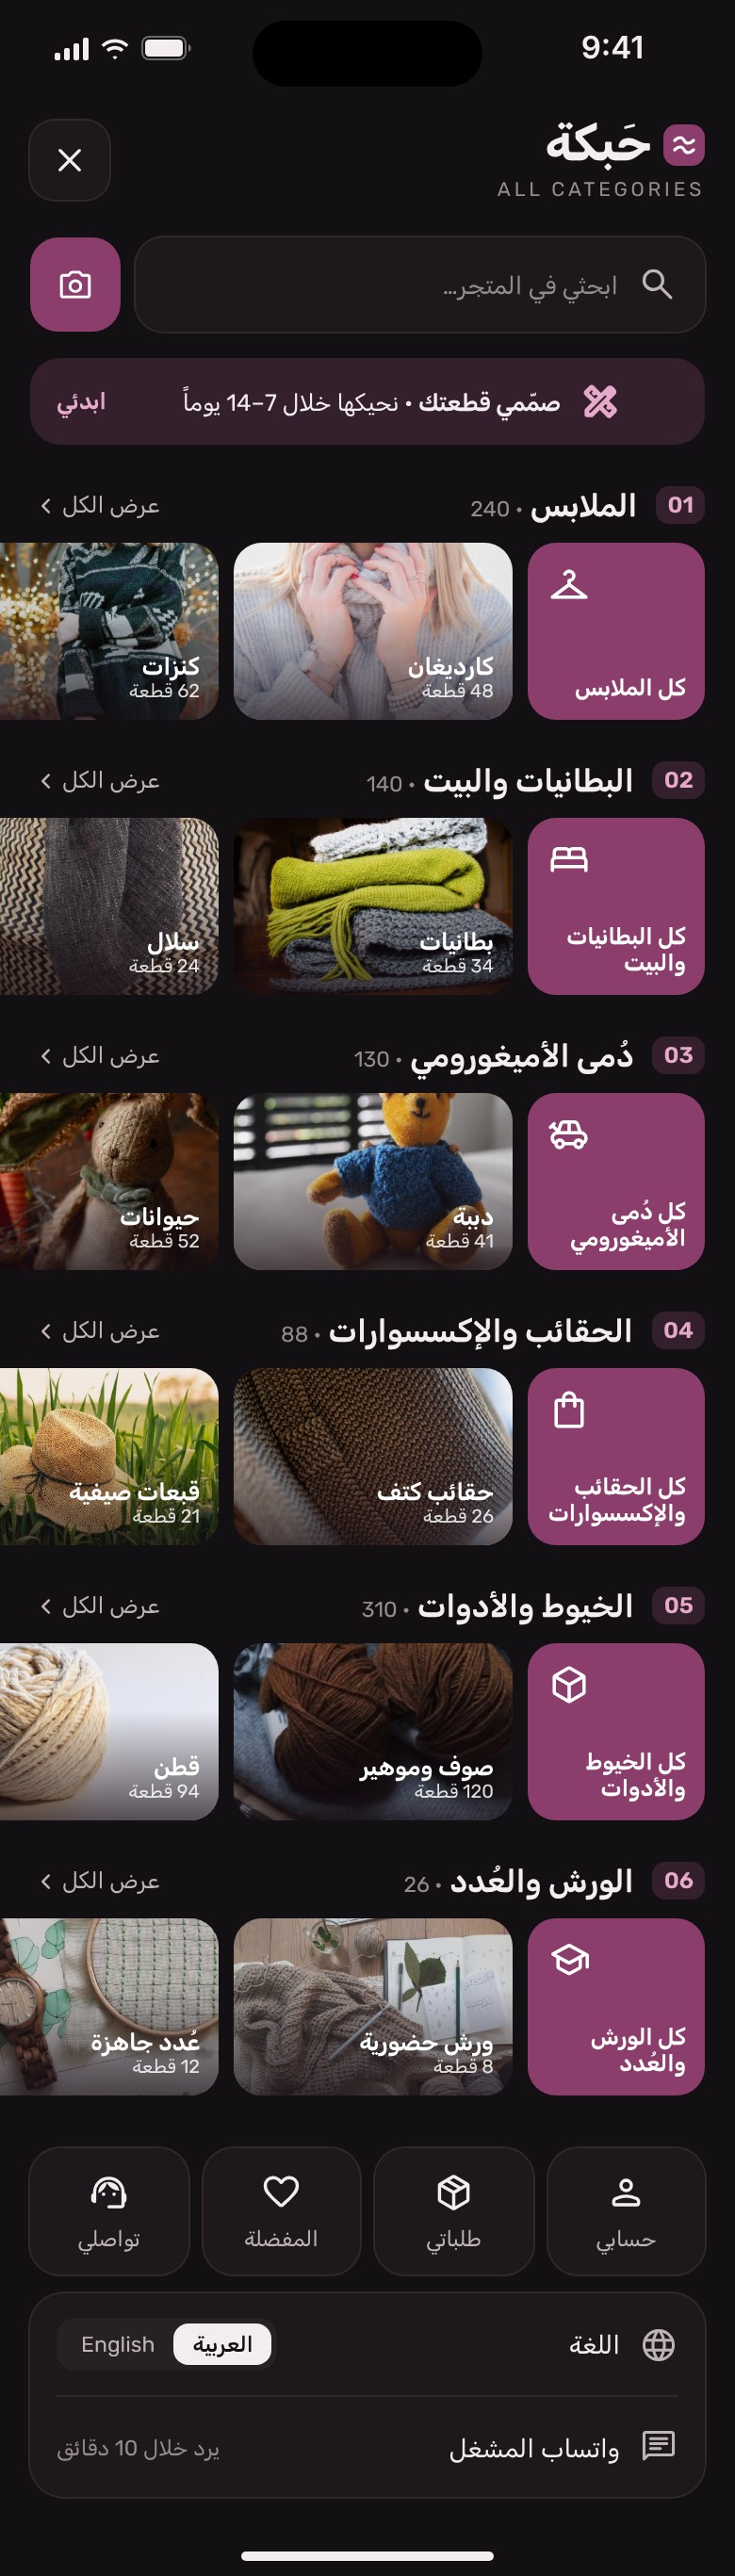 9:41
حَبكة
ALL CATEGORIES
ابحثي في المتجر...
صمّمي قطعتك • نحيكها خلال 7–14 يوماً
ابدئي
01 الملابس • 240
عرض الكل
كل الملابس
كارديغان
48 قطعة
كنزات
62 قطعة
02 البطانيات والبيت • 140
عرض الكل
كل البطانيات
والبيت
بطانيات
34 قطعة
سلال
24 قطعة
03 دُمى الأميغورومي • 130
عرض الكل
كل دُمى
الأميغورومي
دببة
41 قطعة
حيوانات
52 قطعة
04 الحقائب والإكسسوارات • 88
عرض الكل
كل الحقائب
والإكسسوارات
حقائب كتف
26 قطعة
قبعات صيفية
21 قطعة
05 الخيوط والأدوات • 310
عرض الكل
كل الخيوط
والأدوات
صوف وموهير
120 قطعة
قطن
94 قطعة
06 الورش والعُدد • 26
عرض الكل
كل الورش
والعُدد
ورش حضورية
8 قطعة
عُدد جاهزة
12 قطعة
حسابي
طلباتي
المفضلة
تواصلي
اللغة
العربية
English
واتساب المشغل
يرد خلال 10 دقائق